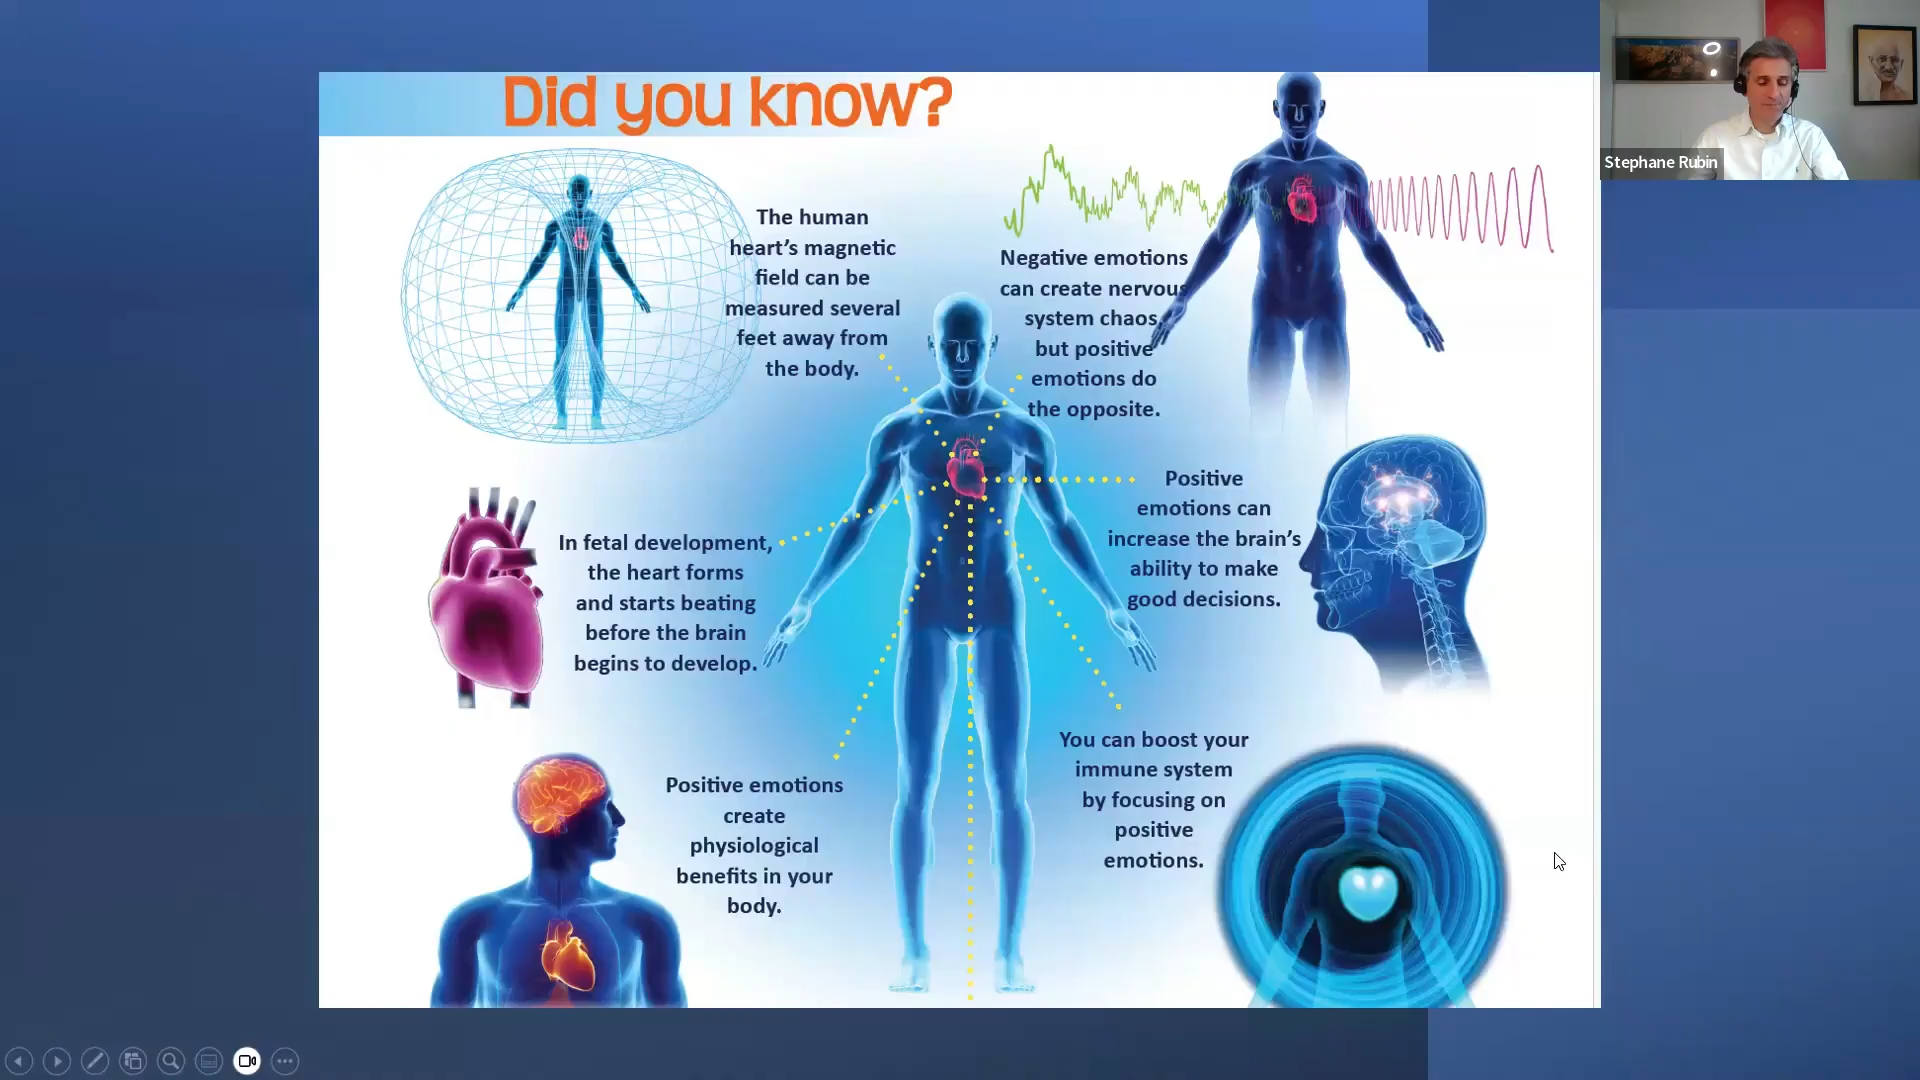 Did you know?
Stephane Rubin
The human
heart's magnetic
field can be
measured several
feet away from
the body.
Negative emotions
can create nervous
system chaos,
but positive
emotions do
the opposite.
In fetal development,
the heart forms
and starts beating
before the brain
begins to develop.
Positive
emotions can
increase the brain's
ability to make
good decisions.
Positive emotions
create
physiological
benefits in your
body.
You can boost your
immune system
by focusing on
positive
emotions.